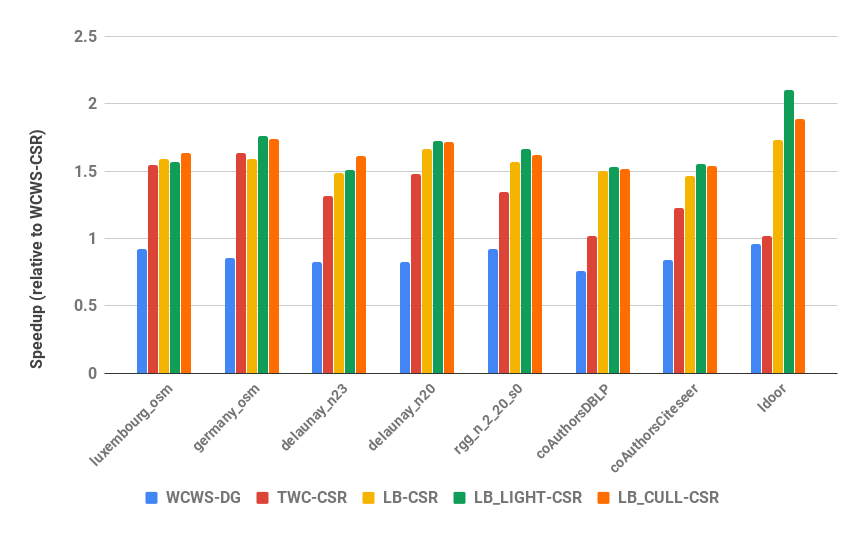 2.5
2
1.5
1
0.5
0
Speedup (relative to WCWS-CSR)
luxembourg_osm
germany_osm
delaunay_n23
delaunay_n20
rgg_n_2_20_s0
coAuthorsDBLP
coAuthorsCiteseer
ldoor
WCWS-DG TWC-CSR LB-CSR LB_LIGHT-CSR LB_CULL-CSR